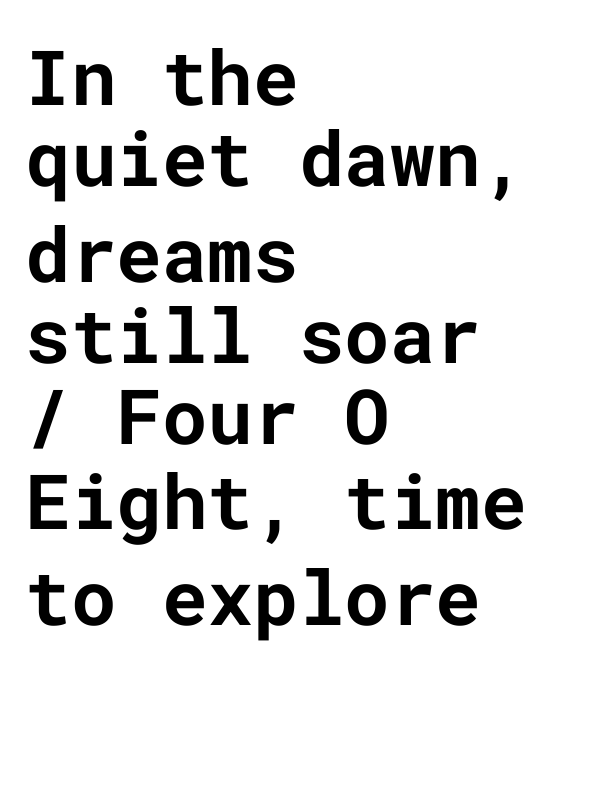 In the
quiet dawn,
dreams
still soar
/ Four O
Eight, time
to explore